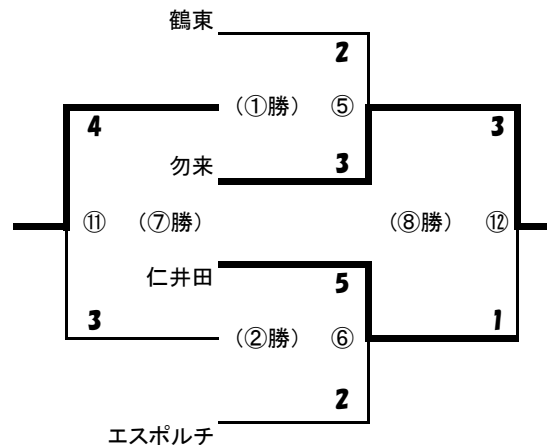 鶴東
2
4 (①勝) ⑤ 3
勿来 3
⑪ (⑦勝) (⑧勝) ⑫
仁井田 5
3 (②勝) ⑥ 1
2
エスポルチ